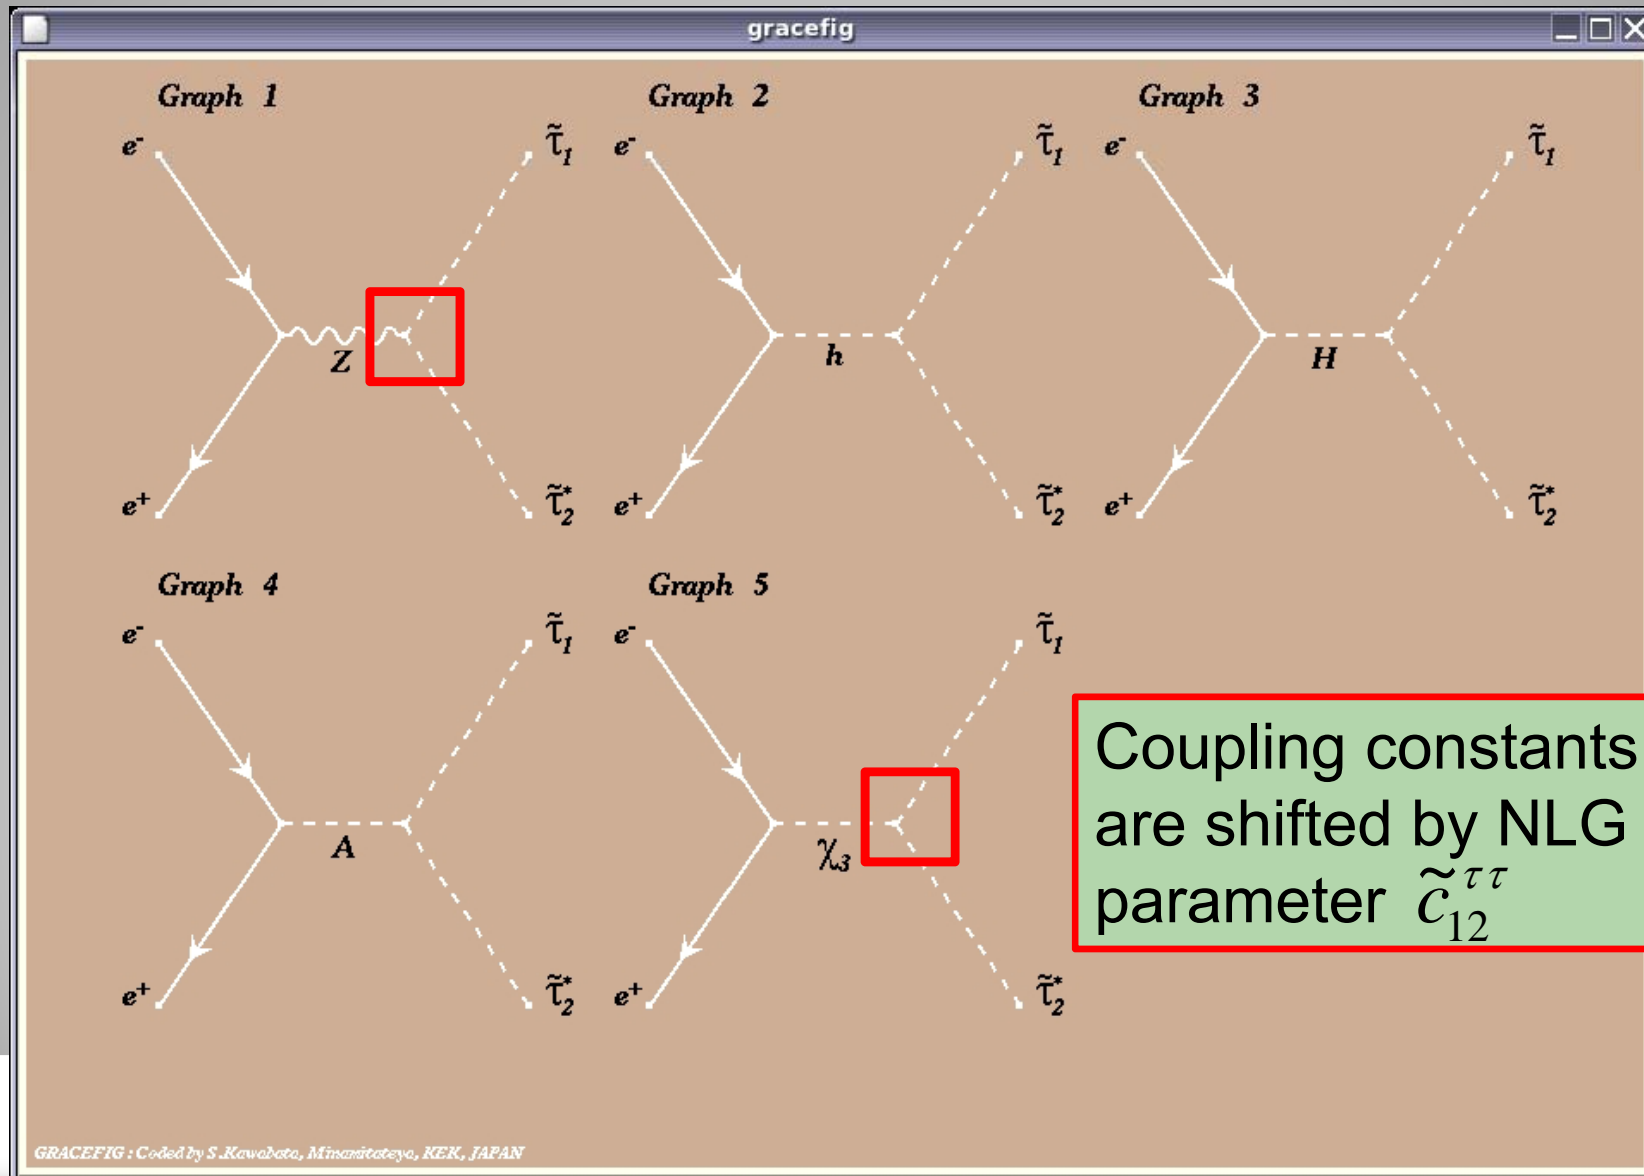 gracefig
Graph 1
Graph 2
Graph 3
e⁻
τ̃₁
e⁻
τ̃₁
e⁻
τ̃₁
Z
h
H
e⁺
τ̃₂*
e⁺
τ̃₂*
e⁺
τ̃₂*
Graph 4
Graph 5
e⁻
τ̃₁
e⁻
τ̃₁
A
χ₃
e⁺
τ̃₂*
e⁺
τ̃₂*
Coupling constants
are shifted by NLG
parameter c̃₁₂^ττ
GRACEFIG : Coded by S.Kawabata, Minamitateya, KEK, JAPAN